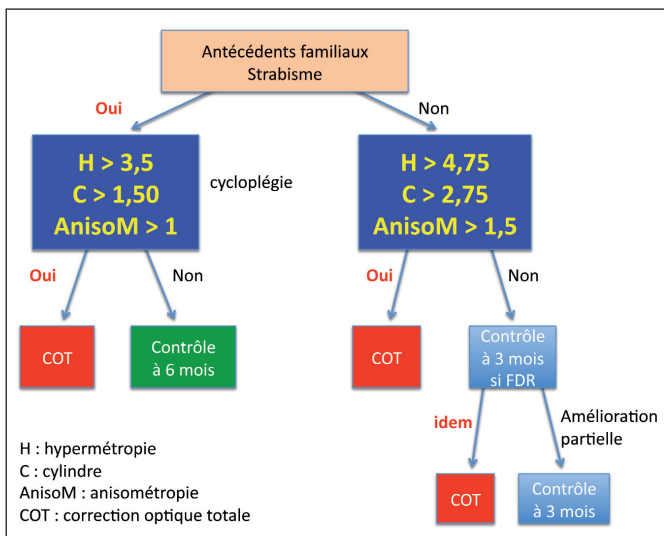 Antécédents familiaux
Strabisme
Oui
Non
H > 3,5
C > 1,50
AnisoM > 1
cycloplégie
H > 4,75
C > 2,75
AnisoM > 1,5
Oui
Non
Oui
Non
COT
Contrôle
à 6 mois
COT
Contrôle
à 3 mois
si FDR
idem
Amélioration
partielle
H : hypermétropie
C : cylindre
AnisoM : anisométropie
COT : correction optique totale
COT
Contrôle
à 3 mois